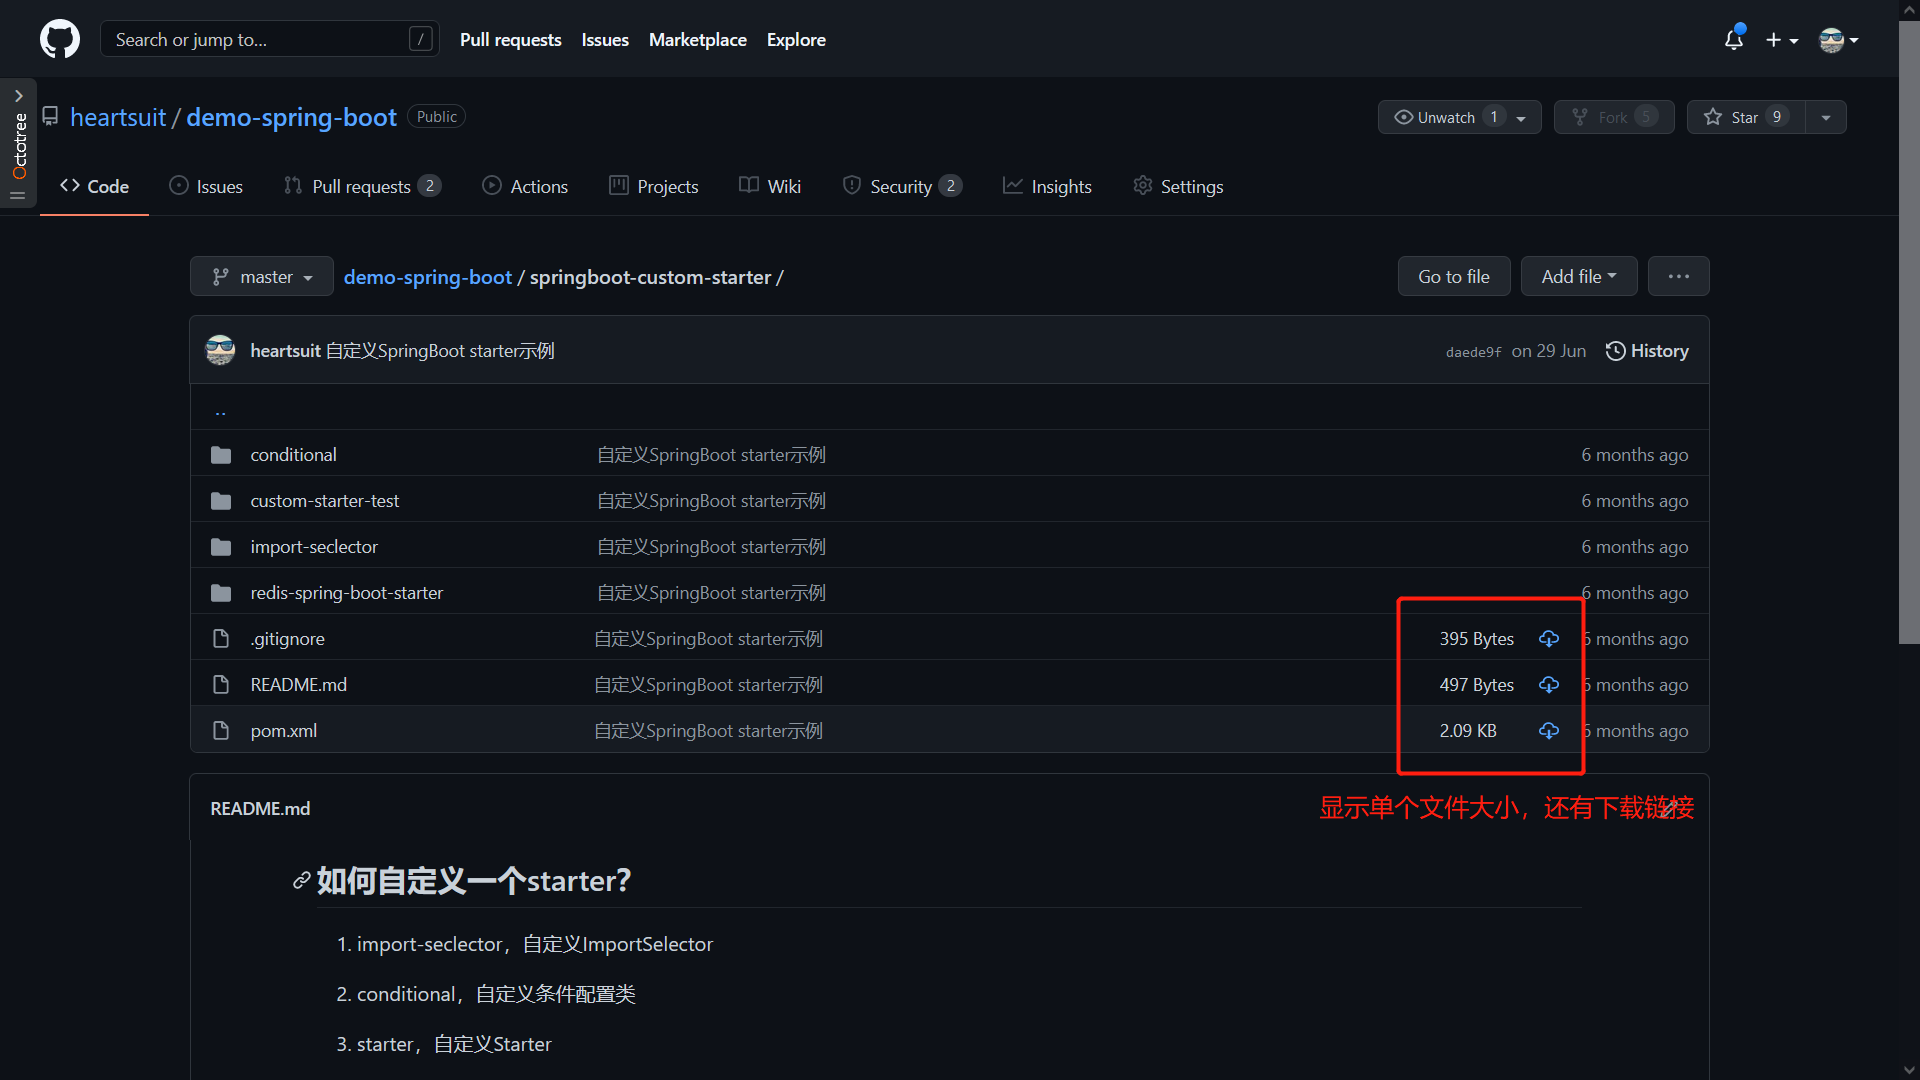 Search or jump to... /
Pull requests Issues Marketplace Explore
Octotree
heartsuit / demo-spring-boot Public
Unwatch 1 Fork 5 Star 9
Code Issues Pull requests 2 Actions Projects Wiki Security 2 Insights Settings
master demo-spring-boot / springboot-custom-starter / Go to file Add file ...
heartsuit 自定义SpringBoot starter示例 daede9f on 29 Jun History
..
conditional 自定义SpringBoot starter示例 6 months ago
custom-starter-test 自定义SpringBoot starter示例 6 months ago
import-seclector 自定义SpringBoot starter示例 6 months ago
redis-spring-boot-starter 自定义SpringBoot starter示例 6 months ago
.gitignore 自定义SpringBoot starter示例 395 Bytes 6 months ago
README.md 自定义SpringBoot starter示例 497 Bytes 6 months ago
pom.xml 自定义SpringBoot starter示例 2.09 KB 6 months ago
README.md
显示单个文件大小，还有下载链接
如何自定义一个starter？
1. import-seclector，自定义ImportSelector
2. conditional，自定义条件配置类
3. starter，自定义Starter